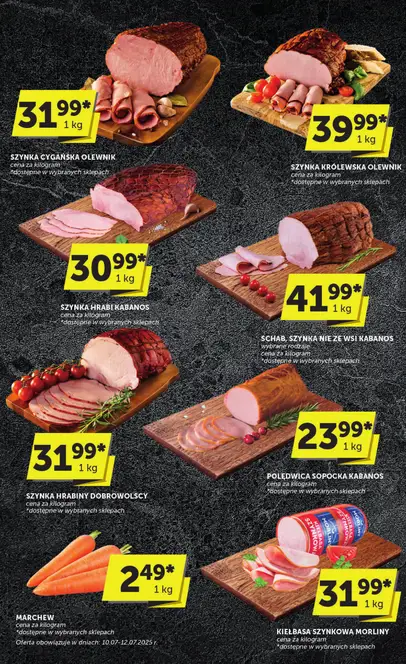 31.99*
1 kg
SZYNKA CYGAŃSKA OLEWNIK
cena za kilogram
*dostępne w wybranych sklepach
39.99*
1 kg
SZYNKA KRÓLEWSKA OLEWNIK
cena za kilogram
*dostępne w wybranych sklepach
30.99*
1 kg
SZYNKA HRABI KABANOS
cena za kilogram
*dostępne w wybranych sklepach
41.99*
1 kg
SCHAB, SZYNKA NIE ZE WSI KABANOS
wybrane rodzaje
cena za kilogram
*dostępne w wybranych sklepach
31.99*
1 kg
SZYNKA HRABINY DOBROWOLSCY
cena za kilogram
*dostępne w wybranych sklepach
23.99*
1 kg
POLĘDWICA SOPOCKA KABANOS
cena za kilogram
*dostępne w wybranych sklepach
2.49*
1 kg
MARCHEW
cena za kilogram
*dostępne w wybranych sklepach
Oferta obowiązuje w dniach: 10.07-12.07.2025 r.
31.99*
1 kg
KIEŁBASA SZYNKOWA MORLINY
cena za kilogram
*dostępne w wybranych sklepach